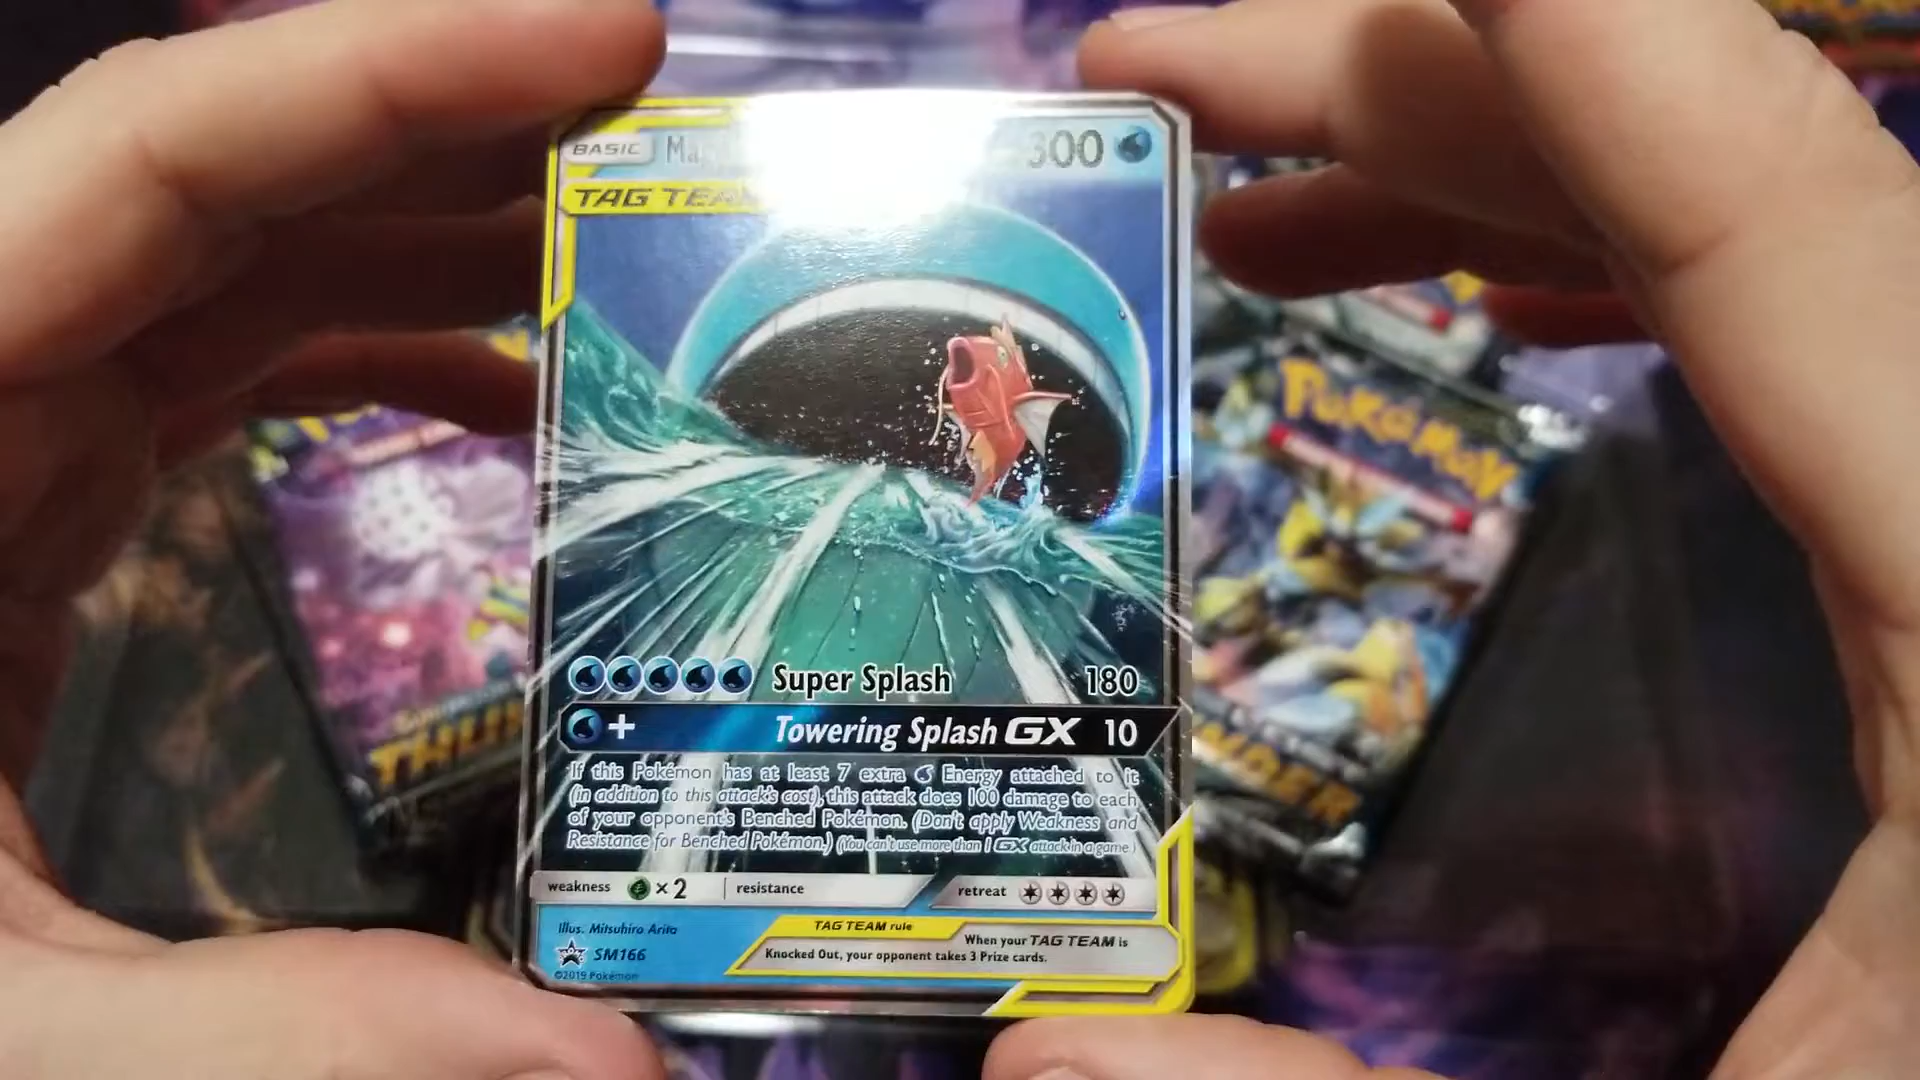 BASIC
300
TAG TEAM
POKÉMON
Super Splash 180
+ Towering Splash GX 10
If this Pokémon has at least 7 extra Energy attached to it
(in addition to this attack's cost), this attack does 100 damage to each
of your opponent's Benched Pokémon. (Don't apply Weakness and
Resistance for Benched Pokémon.) (You can't use more than 1 GX attack in a game.)
weakness ×2 resistance retreat
Illus. Mitsuhiro Arita
SM166
©2019 Pokémon
TAG TEAM rule
When your TAG TEAM is
Knocked Out, your opponent takes 3 Prize cards.